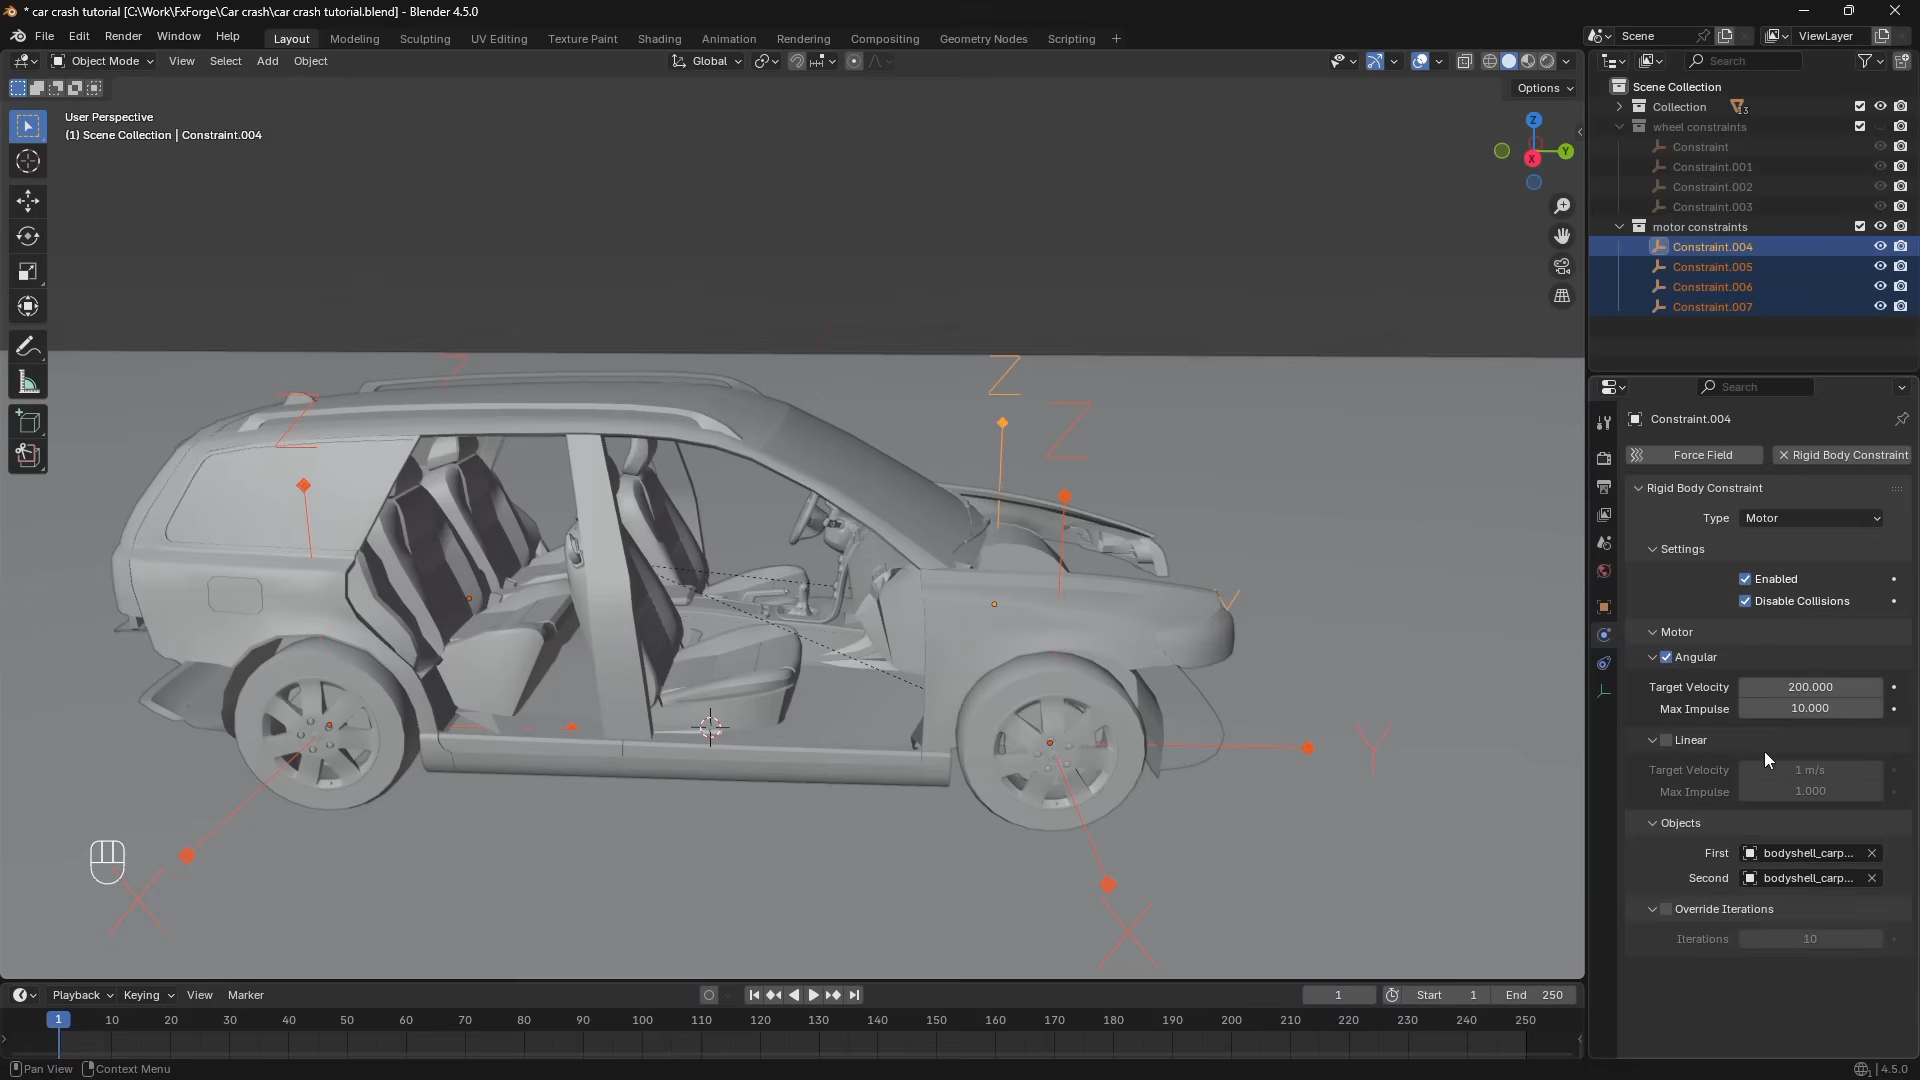 * car crash tutorial [C:\Work\FxForge\Car crash\car crash tutorial.blend] - Blender 4.5.0
File Edit Render Window Help
Layout Modeling Sculpting UV Editing Texture Paint Shading Animation Rendering Compositing Geometry Nodes Scripting +
Scene
ViewLayer
Object Mode View Select Add Object
Global
Search
Options
User Perspective
(1) Scene Collection | Constraint.004
Z
Y
X
Scene Collection
Collection 13
wheel constraints
Constraint
Constraint.001
Constraint.002
Constraint.003
motor constraints
Constraint.004
Constraint.005
Constraint.006
Constraint.007
Z
Z
Z
Z
Y
Y
X
X
Search
Constraint.004
Force Field
Rigid Body Constraint
Rigid Body Constraint
Type Motor
Settings
Enabled
Disable Collisions
Motor
Angular
Target Velocity 200.000
Max Impulse 10.000
Linear
Target Velocity 1 m/s
Max Impulse 1.000
Objects
First bodyshell_carp...
Second bodyshell_carp...
Override Iterations
Iterations 10
Playback Keying View Marker
1
Start 1
End 250
1 10 20 30 40 50 60 70 80 90 100 110 120 130 140 150 160 170 180 190 200 210 220 230 240 250
Pan View Context Menu
4.5.0